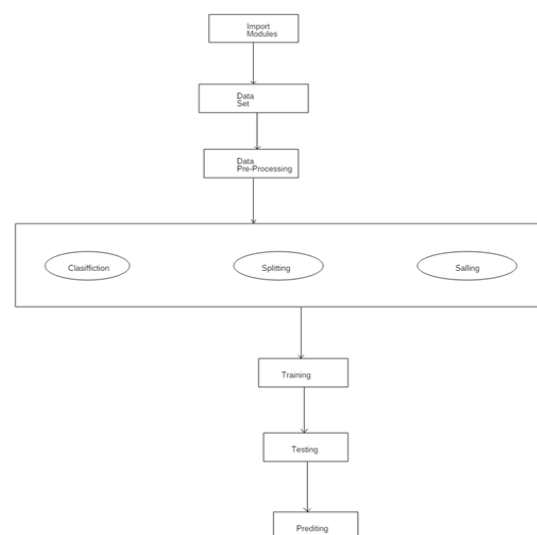 Import
Modules
Data
Set
Data
Pre-Processing
Clasiffiction
Splitting
Salling
Training
Testing
Prediting